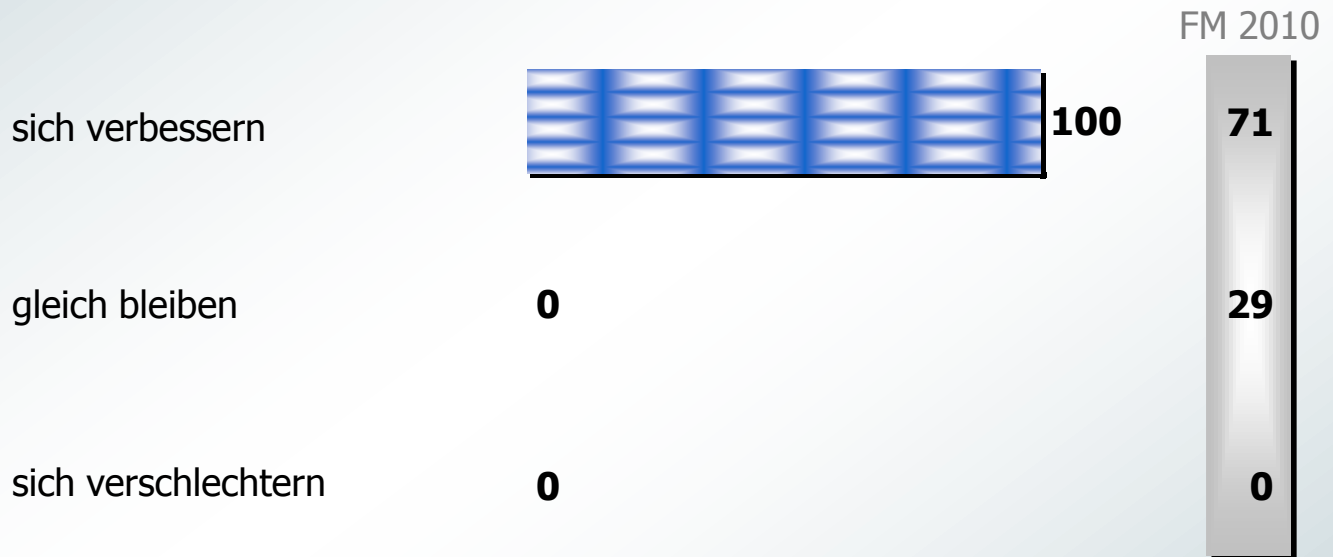 FM 2010
sich verbessern 100 71
gleich bleiben 0 29
sich verschlechtern 0 0